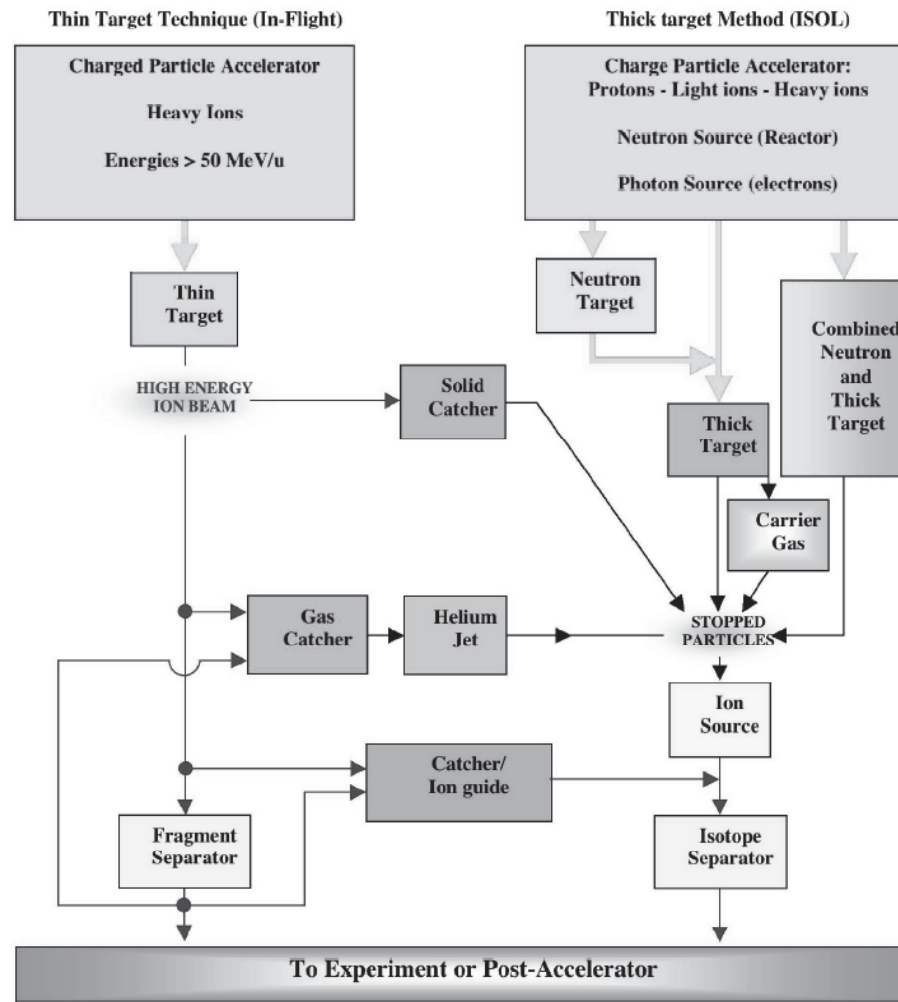 Thin Target Technique (In-Flight)
Thick target Method (ISOL)
Charged Particle Accelerator
Heavy Ions
Energies > 50 MeV/u
Charge Particle Accelerator:
Protons - Light ions - Heavy ions
Neutron Source (Reactor)
Photon Source (electrons)
Thin
Target
Neutron
Target
Combined
Neutron
and
Thick
Target
HIGH ENERGY
ION BEAM
Solid
Catcher
Thick
Target
Carrier
Gas
Gas
Catcher
Helium
Jet
STOPPED
PARTICLES
Ion
Source
Catcher/
Ion guide
Fragment
Separator
Isotope
Separator
To Experiment or Post-Accelerator